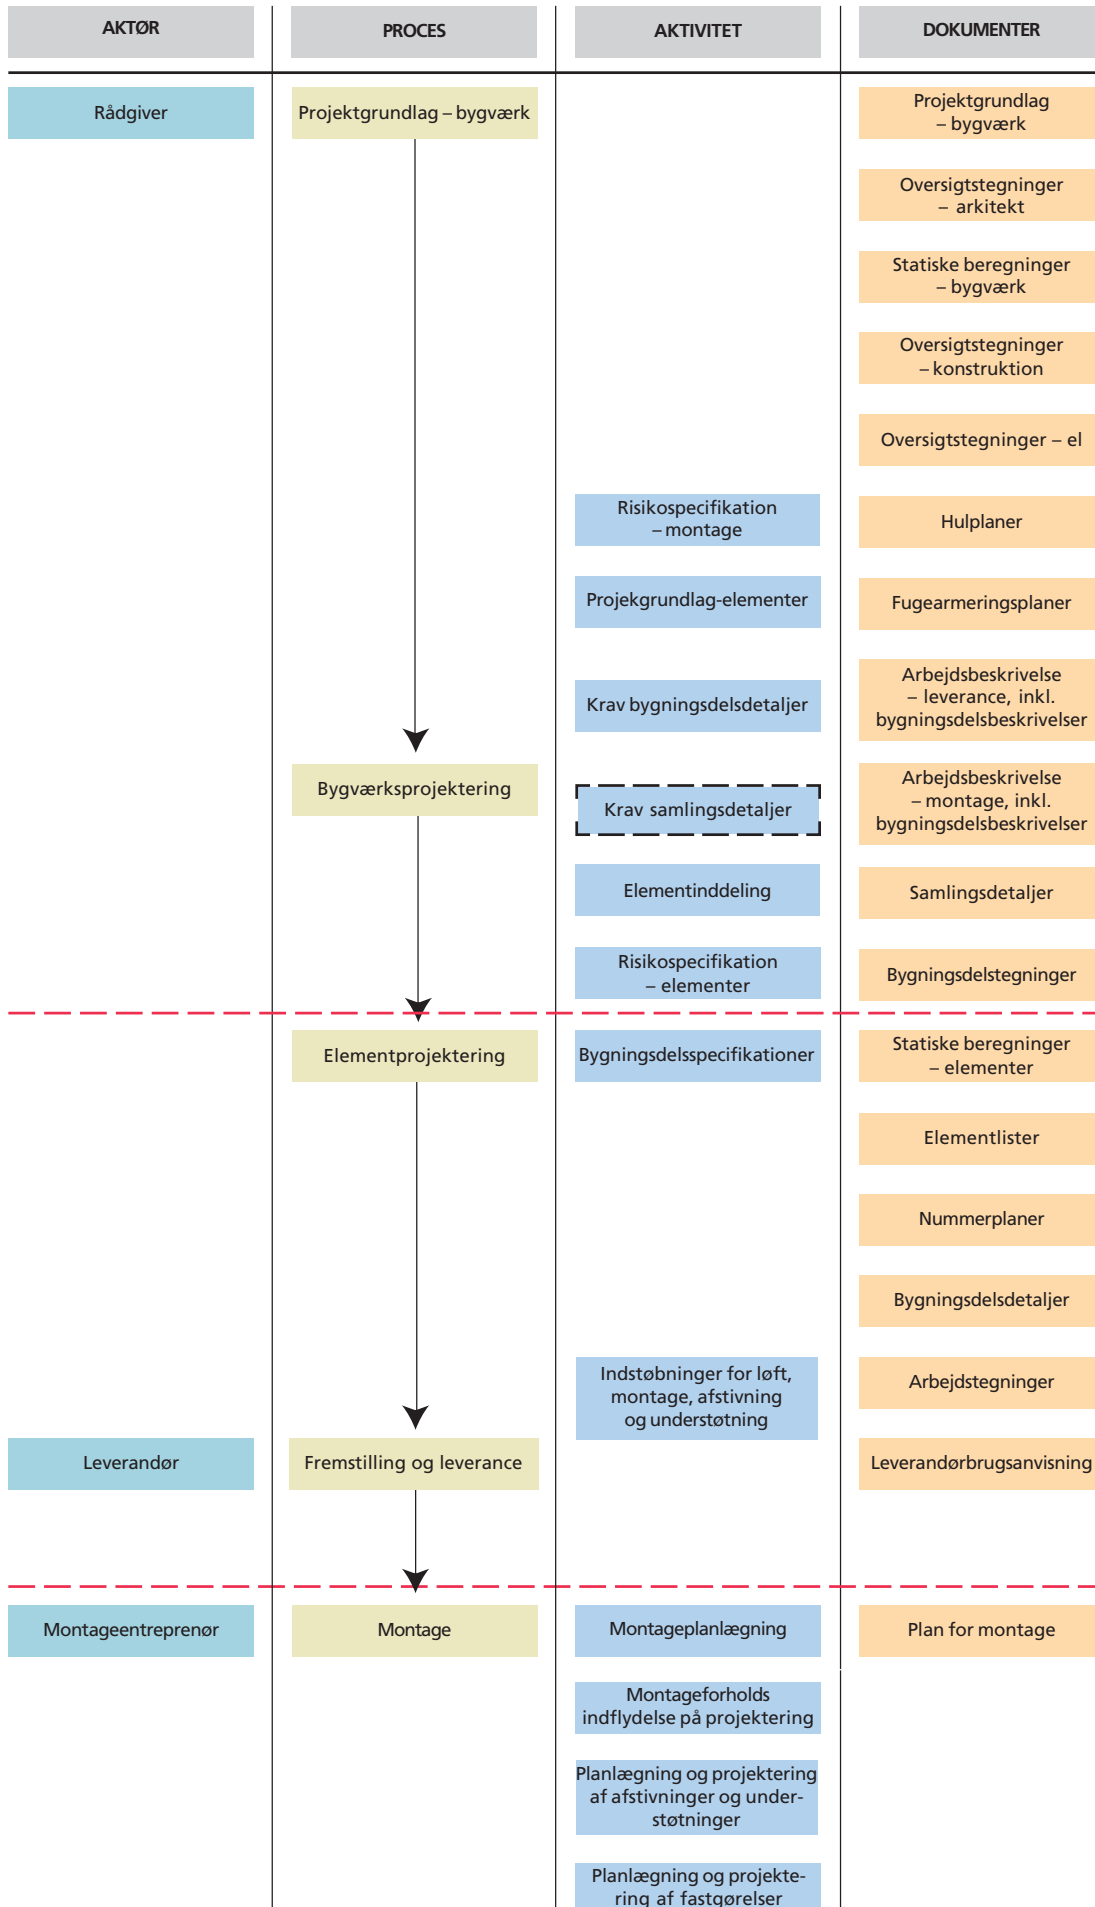 AKTØR
PROCES
AKTIVITET
DOKUMENTER
Rådgiver
Projektgrundlag – bygværk
Projektgrundlag
– bygværk
Oversigtstegninger
– arkitekt
Statiske beregninger
– bygværk
Oversigtstegninger
– konstruktion
Oversigtstegninger – el
Risikospecifikation
– montage
Hulplaner
Projekgrundlag-elementer
Fugearmeringsplaner
Krav bygningsdelsdetaljer
Arbejdsbeskrivelse
– leverance, inkl.
bygningsdelsbeskrivelser
Bygværksprojektering
Krav samlingsdetaljer
Arbejdsbeskrivelse
– montage, inkl.
bygningsdelsbeskrivelser
Elementinddeling
Samlingsdetaljer
Risikospecifikation
– elementer
Bygningsdelstegninger
Elementprojektering
Bygningsdelsspecifikationer
Statiske beregninger
– elementer
Elementlister
Nummerplaner
Bygningsdelsdetaljer
Indstøbninger for løft,
montage, afstivning
og understøtning
Arbejdstegninger
Leverandør
Fremstilling og leverance
Leverandørbrugsanvisning
Montageentreprenør
Montage
Montageplanlægning
Plan for montage
Montageforholds
indflydelse på projektering
Planlægning og projektering
af afstivninger og under-
støtninger
Planlægning og projekte-
ring af fastgørelser